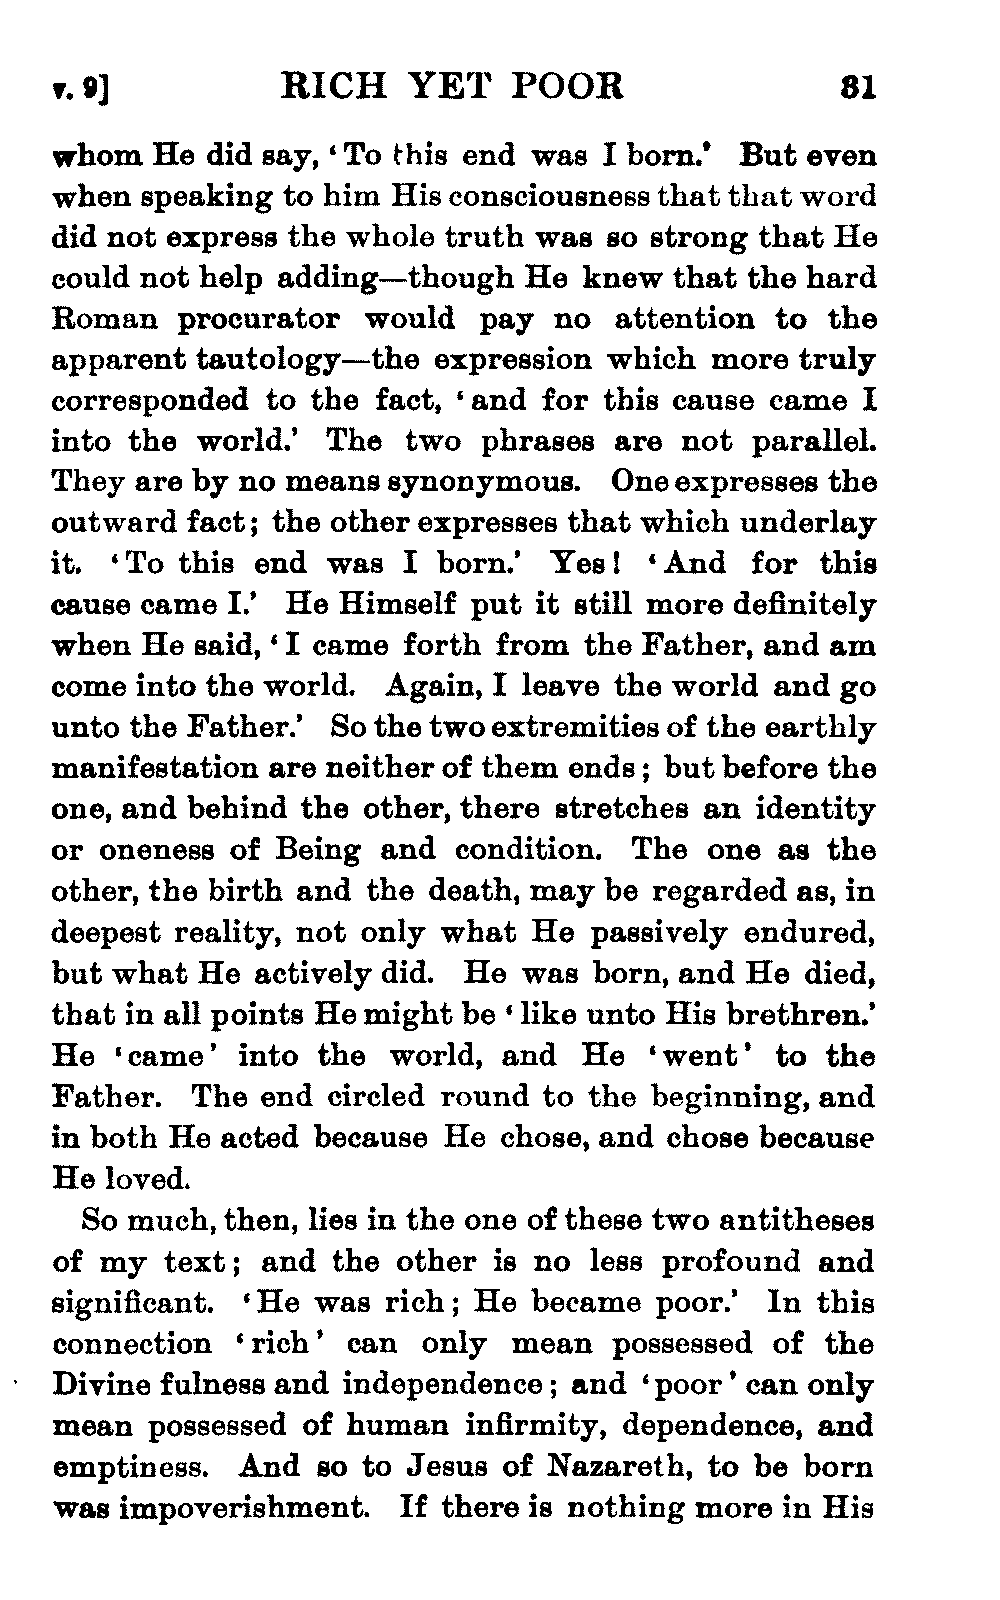 v. 9] RICH YET POOR 31
whom He did say, ‘To this end was I born.’ But even
when speaking to him His consciousness that that word
did not express the whole truth was so strong that He
could not help adding—though He knew that the hard
Roman procurator would pay no attention to the
apparent tautology—the expression which more truly
corresponded to the fact, ‘and for this cause came I
into the world.’ The two phrases are not parallel.
They are by no means synonymous. One expresses the
outward fact; the other expresses that which underlay
it. ‘To this end was I born.’ Yes! ‘And for this
cause came I.’ He Himself put it still more definitely
when He said, ‘I came forth from the Father, and am
come into the world. Again, I leave the world and go
unto the Father.’ So the two extremities of the earthly
manifestation are neither of them ends; but before the
one, and behind the other, there stretches an identity
or oneness of Being and condition. The one as the
other, the birth and the death, may be regarded as, in
deepest reality, not only what He passively endured,
but what He actively did. He was born, and He died,
that in all points He might be ‘like unto His brethren.’
He ‘came’ into the world, and He ‘went’ to the
Father. The end circled round to the beginning, and
in both He acted because He chose, and chose because
He loved.
So much, then, lies in the one of these two antitheses
of my text; and the other is no less profound and
significant. ‘He was rich; He became poor.’ In this
connection ‘rich’ can only mean possessed of the
Divine fulness and independence; and ‘poor’ can only
mean possessed of human infirmity, dependence, and
emptiness. And so to Jesus of Nazareth, to be born
was impoverishment. If there is nothing more in His